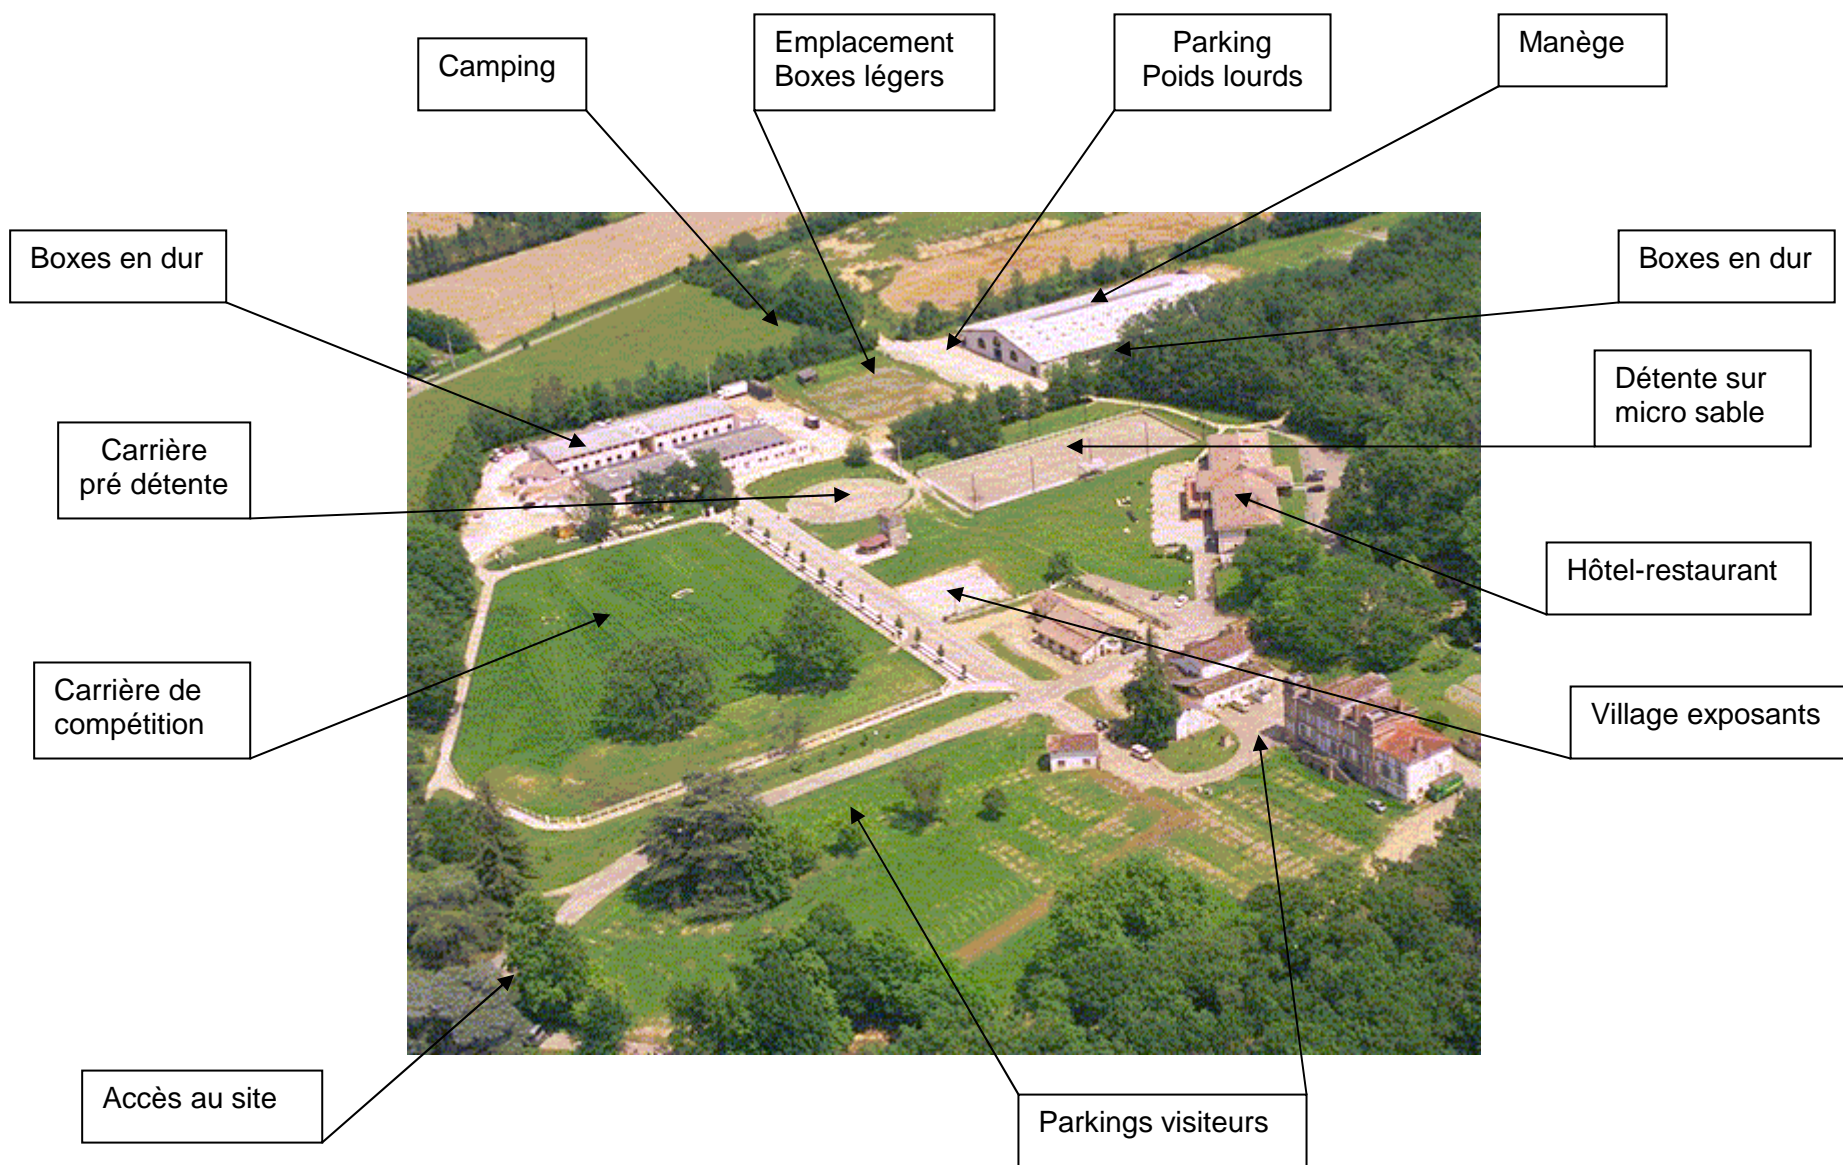 Camping
Emplacement
Boxes légers
Parking
Poids lourds
Manège
Boxes en dur
Boxes en dur
Détente sur
micro sable
Carrière
pré détente
Hôtel-restaurant
Carrière de
compétition
Village exposants
Accès au site
Parkings visiteurs